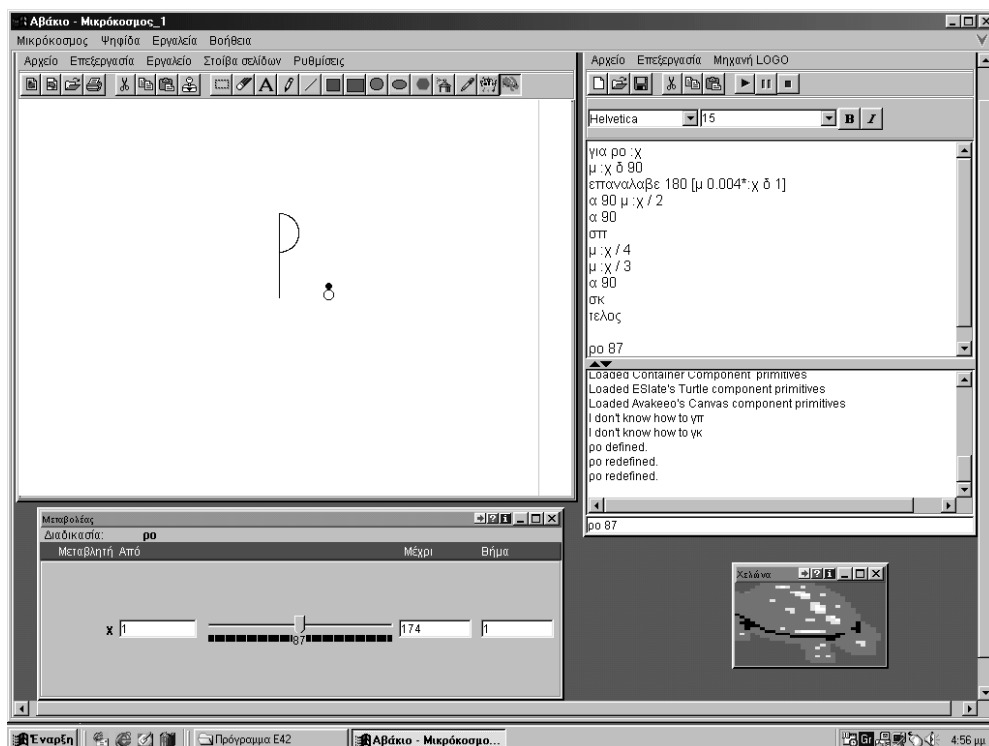 Αβάκιο - Μικρόκοσμος_1
Μικρόκοσμος Ψηφίδα Εργαλεία Βοήθεια
Αρχείο Επεξεργασία Εργαλείο Στοίβα σελίδων Ρυθμίσεις
Αρχείο Επεξεργασία Μηχανή LOGO
Helvetica 15 B I
για ρο :χ
μ :χ δ 90
επαναλαβε 180 [μ 0.004*:χ δ 1]
α 90 μ :χ / 2
α 90
σπ
μ :χ / 4
μ :χ / 3
α 90
σκ
τελος
ρο 87
Loaded Container Component primitives
Loaded ESlate's Turtle component primitives
Loaded Avakeeo's Canvas component primitives
I don't know how to γπ
I don't know how to γκ
ρο defined.
ρο redefined.
ρο redefined.
ρο 87
Μεταβολέας
Διαδικασία: ρο
Μεταβλητή Από Μέχρι Βήμα
χ 1 87 174 1
Χελώνα
Έναρξη Πρόγραμμα Ε42 Αβάκιο - Μικρόκοσμο... Gr 4:56 μμ